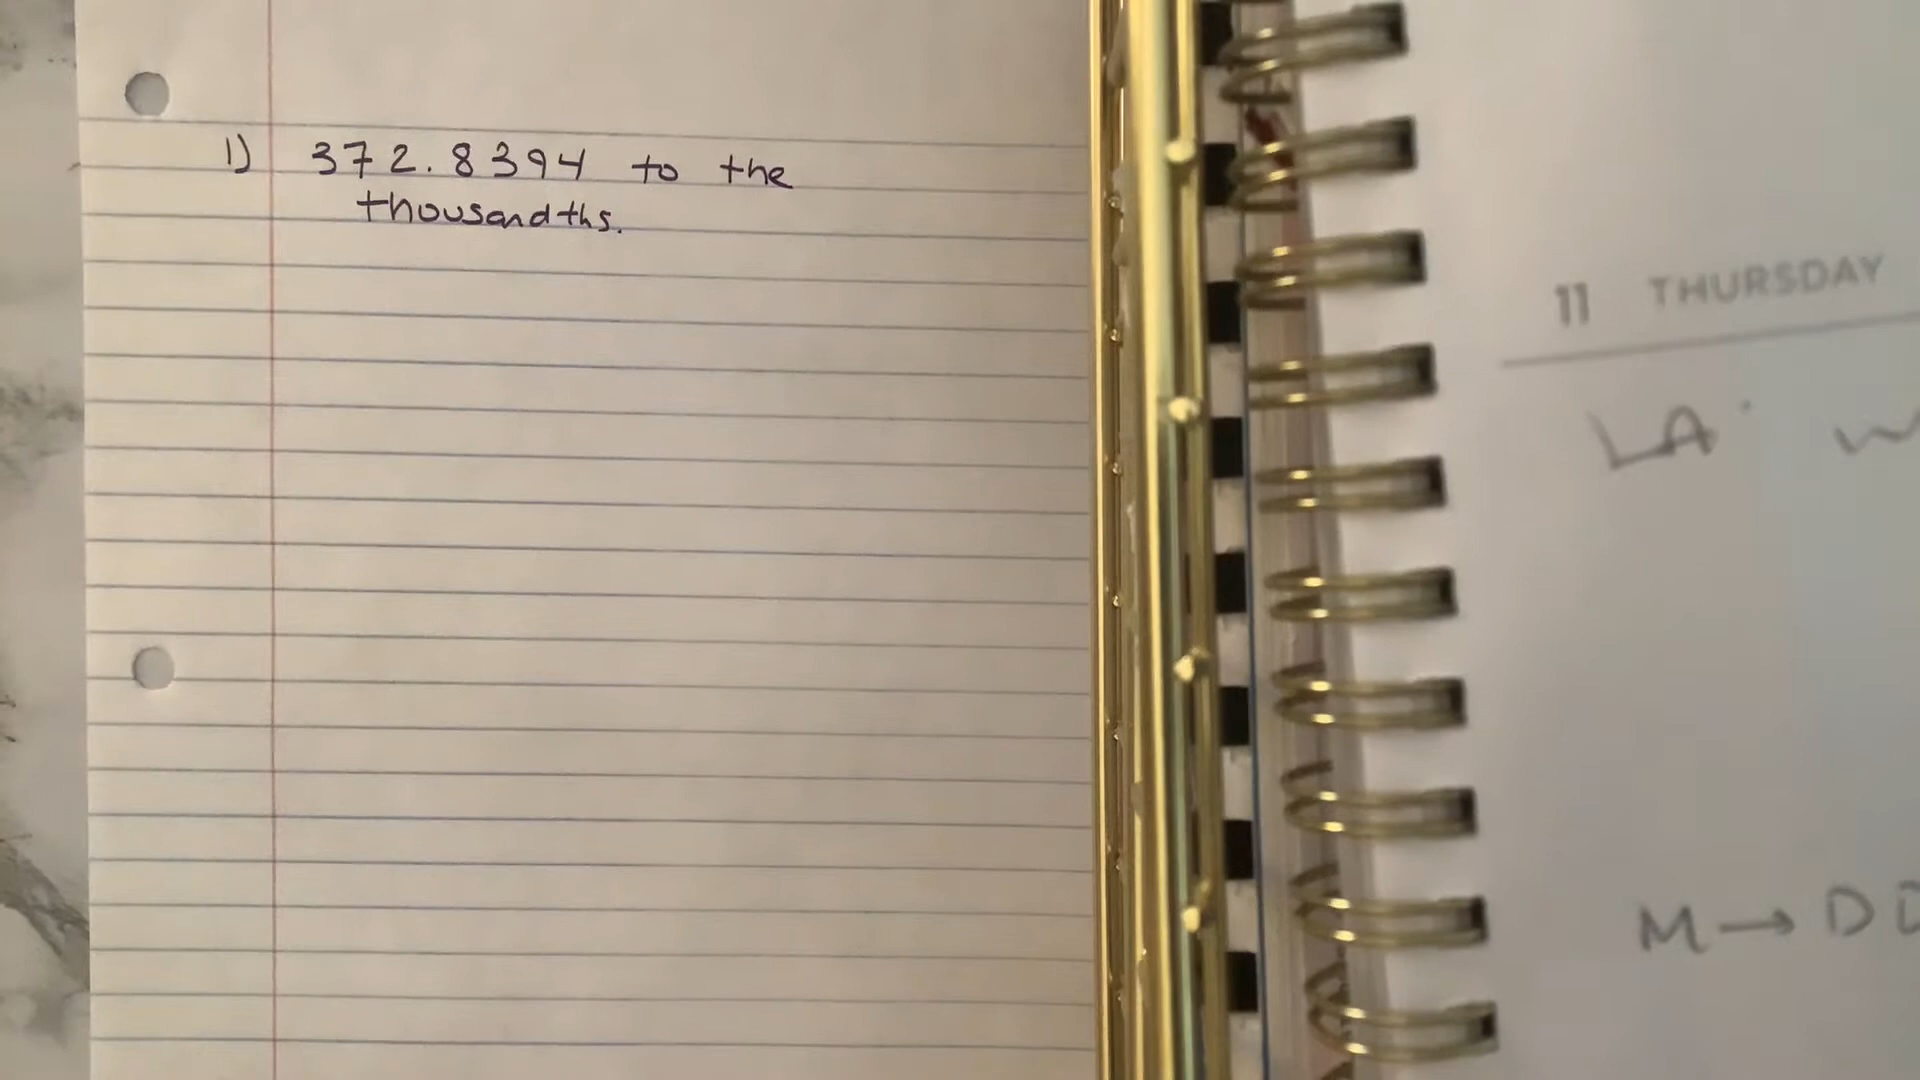 1) 372.8394 to the
thousandths.
11 THURSDAY
LA
M → D